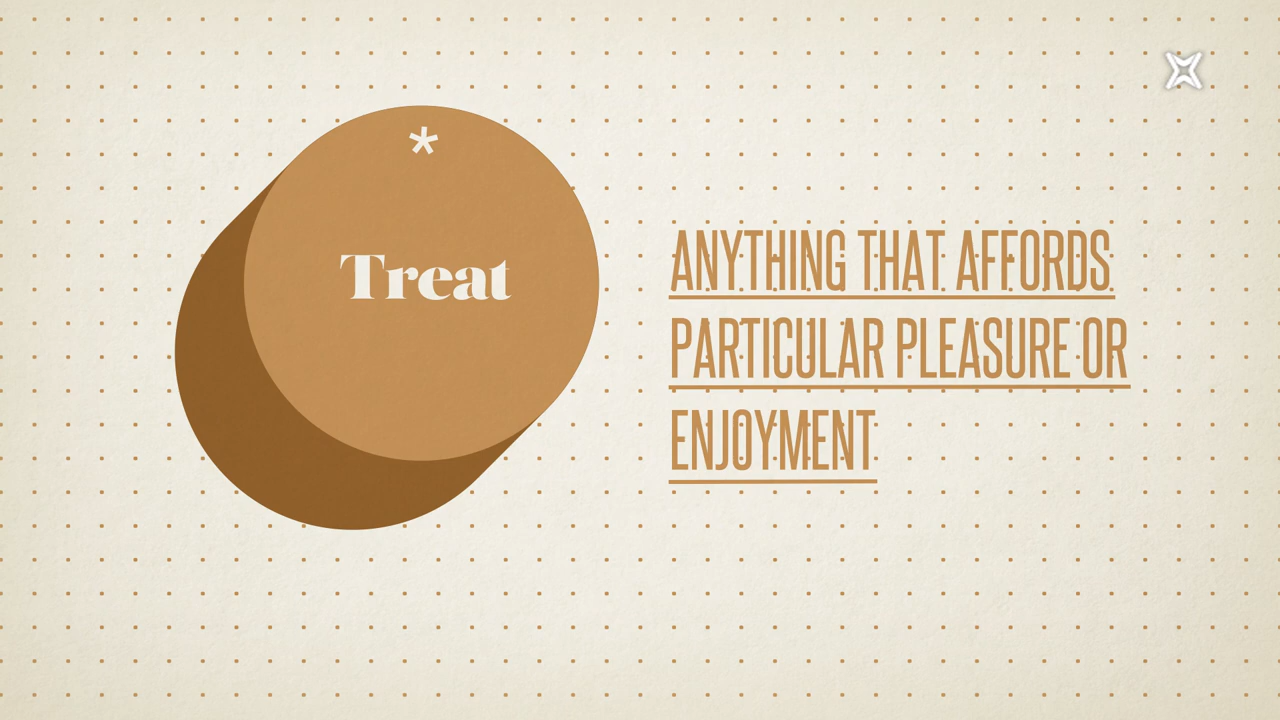 *
Treat
ANYTHING THAT AFFORDS
PARTICULAR PLEASURE OR
ENJOYMENT